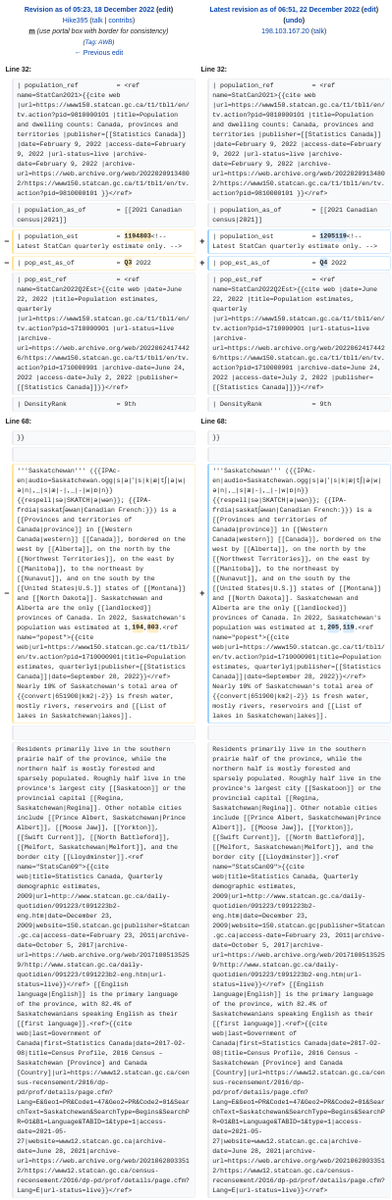 Revision as of 05:23, 18 December 2022 (edit)
Hike395 (talk | contribs)
m (use portal box with border for consistency)
(Tag: AWB)
← Previous edit
Latest revision as of 06:51, 22 December 2022 (edit)
(undo)
198.103.167.20 (talk)
Line 32:
Line 32:
| population_ref = <ref
name=StatCan2021>{{cite web
|url=https://www150.statcan.gc.ca/t1/tbl1/en/
tv.action?pid=9810000101 |title=Population
and dwelling counts: Canada, provinces and
territories |publisher=[[Statistics Canada]]
|date=February 9, 2022 |access-date=February
9, 2022 |url-status=live |archive-
date=February 9, 2022 |archive-
url=https://web.archive.org/web/2022020913480
2/https://www150.statcan.gc.ca/t1/tbl1/en/tv.
action?pid=9810000101 }}</ref>
| population_ref = <ref
name=StatCan2021>{{cite web
|url=https://www150.statcan.gc.ca/t1/tbl1/en/
tv.action?pid=9810000101 |title=Population
and dwelling counts: Canada, provinces and
territories |publisher=[[Statistics Canada]]
|date=February 9, 2022 |access-date=February
9, 2022 |url-status=live |archive-
date=February 9, 2022 |archive-
url=https://web.archive.org/web/2022020913480
2/https://www150.statcan.gc.ca/t1/tbl1/en/tv.
action?pid=9810000101 }}</ref>
| population_as_of = [[2021 Canadian
census|2021]]
| population_as_of = [[2021 Canadian
census|2021]]
− | population_est = 1194803<!--
Latest StatCan quarterly estimate only. -->
+ | population_est = 1205119<!--
Latest StatCan quarterly estimate only. -->
− | pop_est_as_of = Q3 2022
+ | pop_est_as_of = Q4 2022
| pop_est_ref = <ref
name=StatCan2022Q2Est>{{cite web |date=June
22, 2022 |title=Population estimates,
quarterly
|url=https://www150.statcan.gc.ca/t1/tbl1/en/
tv.action?pid=1710000901 |url-status=live
|archive-
url=https://web.archive.org/web/2022062417442
6/https://www150.statcan.gc.ca/t1/tbl1/en/tv.
action?pid=1710000901 |archive-date=June 24,
2022 |access-date=July 2, 2022 |publisher=
[[Statistics Canada]]}}</ref>
| pop_est_ref = <ref
name=StatCan2022Q2Est>{{cite web |date=June
22, 2022 |title=Population estimates,
quarterly
|url=https://www150.statcan.gc.ca/t1/tbl1/en/
tv.action?pid=1710000901 |url-status=live
|archive-
url=https://web.archive.org/web/2022062417442
6/https://www150.statcan.gc.ca/t1/tbl1/en/tv.
action?pid=1710000901 |archive-date=June 24,
2022 |access-date=July 2, 2022 |publisher=
[[Statistics Canada]]}}</ref>
| DensityRank = 9th
| DensityRank = 9th
Line 68:
Line 68:
}}
}}
− '''Saskatchewan''' ({{IPAc-
en|audio=Saskatchewan.ogg|s|ə|ˈ|s|k|æ|tʃ|ə|w|
ə|n|,_|s|æ|-|,_|-|w|ɒ|n}}
{{respell|sə|SKATCH|ə|wən}}; {{IPA-
fr|saskatʃəwan|Canadian French:}}) is a
[[Provinces and territories of
Canada|province]] in [[Western
Canada|western]] [[Canada]], bordered on the
west by [[Alberta]], on the north by the
[[Northwest Territories]], on the east by
[[Manitoba]], to the northeast by
[[Nunavut]], and on the south by the
[[United States|U.S.]] states of [[Montana]]
and [[North Dakota]]. Saskatchewan and
Alberta are the only [[landlocked]]
provinces of Canada. In 2022, Saskatchewan's
population was estimated at 1,194,803.<ref
name="popest">{{cite
web|url=https://www150.statcan.gc.ca/t1/tbl1/
en/tv.action?pid=1710000901|title=Population
estimates, quarterly|publisher=[[Statistics
Canada]]|date=September 28, 2022}}</ref>
Nearly 10% of Saskatchewan's total area of
{{convert|651900|km2|-2}} is fresh water,
mostly rivers, reservoirs and [[List of
lakes in Saskatchewan|lakes]].
+ '''Saskatchewan''' ({{IPAc-
en|audio=Saskatchewan.ogg|s|ə|ˈ|s|k|æ|tʃ|ə|w|
ə|n|,_|s|æ|-|,_|-|w|ɒ|n}}
{{respell|sə|SKATCH|ə|wən}}; {{IPA-
fr|saskatʃəwan|Canadian French:}}) is a
[[Provinces and territories of
Canada|province]] in [[Western
Canada|western]] [[Canada]], bordered on the
west by [[Alberta]], on the north by the
[[Northwest Territories]], on the east by
[[Manitoba]], to the northeast by
[[Nunavut]], and on the south by the
[[United States|U.S.]] states of [[Montana]]
and [[North Dakota]]. Saskatchewan and
Alberta are the only [[landlocked]]
provinces of Canada. In 2022, Saskatchewan's
population was estimated at 1,205,119.<ref
name="popest">{{cite
web|url=https://www150.statcan.gc.ca/t1/tbl1/
en/tv.action?pid=1710000901|title=Population
estimates, quarterly|publisher=[[Statistics
Canada]]|date=September 28, 2022}}</ref>
Nearly 10% of Saskatchewan's total area of
{{convert|651900|km2|-2}} is fresh water,
mostly rivers, reservoirs and [[List of
lakes in Saskatchewan|lakes]].
Residents primarily live in the southern
prairie half of the province, while the
northern half is mostly forested and
sparsely populated. Roughly half live in the
province's largest city [[Saskatoon]] or the
provincial capital [[Regina,
Saskatchewan|Regina]]. Other notable cities
include [[Prince Albert, Saskatchewan|Prince
Albert]], [[Moose Jaw]], [[Yorkton]],
[[Swift Current]], [[North Battleford]],
[[Melfort, Saskatchewan|Melfort]], and the
border city [[Lloydminster]].<ref
name="StatsCan09">{{cite
web|title=Statistics Canada, Quarterly
demographic estimates,
2009|url=http://www.statcan.gc.ca/daily-
quotidien/091223/t091223b2-
eng.htm|date=December 23,
2009|website=150.statcan.gc|publisher=Statcan
.gc.ca|access-date=February 23, 2011|archive-
date=October 5, 2017|archive-
url=https://web.archive.org/web/2017100513525
9/http://www.statcan.gc.ca/daily-
quotidien/091223/t091223b2-eng.htm|url-
status=live}}</ref> [[English
language|English]] is the primary language
of the province, with 82.4% of
Saskatchewanians speaking English as their
[[first language]].<ref>{{cite
web|last=Government of
Canada|first=Statistics Canada|date=2017-02-
08|title=Census Profile, 2016 Census –
Saskatchewan [Province] and Canada
[Country]|url=https://www12.statcan.gc.ca/cen
sus-recensement/2016/dp-
pd/prof/details/page.cfm?
Lang=E&Geo1=PR&Code1=47&Geo2=PR&Code2=01&Sear
chText=Saskatchewan&SearchType=Begins&SearchP
R=01&B1=Language&TABID=1&type=1|access-
date=2021-05-
27|website=www12.statcan.gc.ca|archive-
date=June 28, 2021|archive-
url=https://web.archive.org/web/2021062803351
2/https://www12.statcan.gc.ca/census-
recensement/2016/dp-pd/prof/details/page.cfm?
Lang=E|url-status=live}}</ref>
Residents primarily live in the southern
prairie half of the province, while the
northern half is mostly forested and
sparsely populated. Roughly half live in the
province's largest city [[Saskatoon]] or the
provincial capital [[Regina,
Saskatchewan|Regina]]. Other notable cities
include [[Prince Albert, Saskatchewan|Prince
Albert]], [[Moose Jaw]], [[Yorkton]],
[[Swift Current]], [[North Battleford]],
[[Melfort, Saskatchewan|Melfort]], and the
border city [[Lloydminster]].<ref
name="StatsCan09">{{cite
web|title=Statistics Canada, Quarterly
demographic estimates,
2009|url=http://www.statcan.gc.ca/daily-
quotidien/091223/t091223b2-
eng.htm|date=December 23,
2009|website=150.statcan.gc|publisher=Statcan
.gc.ca|access-date=February 23, 2011|archive-
date=October 5, 2017|archive-
url=https://web.archive.org/web/2017100513525
9/http://www.statcan.gc.ca/daily-
quotidien/091223/t091223b2-eng.htm|url-
status=live}}</ref> [[English
language|English]] is the primary language
of the province, with 82.4% of
Saskatchewanians speaking English as their
[[first language]].<ref>{{cite
web|last=Government of
Canada|first=Statistics Canada|date=2017-02-
08|title=Census Profile, 2016 Census –
Saskatchewan [Province] and Canada
[Country]|url=https://www12.statcan.gc.ca/cen
sus-recensement/2016/dp-
pd/prof/details/page.cfm?
Lang=E&Geo1=PR&Code1=47&Geo2=PR&Code2=01&Sear
chText=Saskatchewan&SearchType=Begins&SearchP
R=01&B1=Language&TABID=1&type=1|access-
date=2021-05-
27|website=www12.statcan.gc.ca|archive-
date=June 28, 2021|archive-
url=https://web.archive.org/web/2021062803351
2/https://www12.statcan.gc.ca/census-
recensement/2016/dp-pd/prof/details/page.cfm?
Lang=E|url-status=live}}</ref>